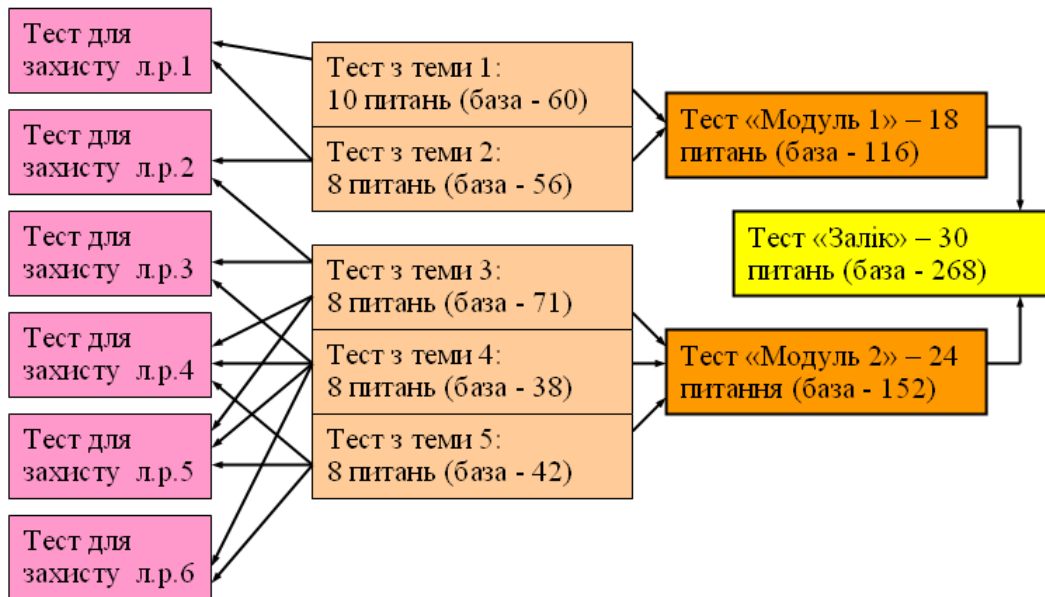 Тест для
захисту л.р.1
Тест для
захисту л.р.2
Тест для
захисту л.р.3
Тест для
захисту л.р.4
Тест для
захисту л.р.5
Тест для
захисту л.р.6
Тест з теми 1:
10 питань (база - 60)
Тест з теми 2:
8 питань (база - 56)
Тест з теми 3:
8 питань (база - 71)
Тест з теми 4:
8 питань (база - 38)
Тест з теми 5:
8 питань (база - 42)
Тест «Модуль 1» – 18
питань (база - 116)
Тест «Модуль 2» – 24
питання (база - 152)
Тест «Залік» – 30
питань (база - 268)